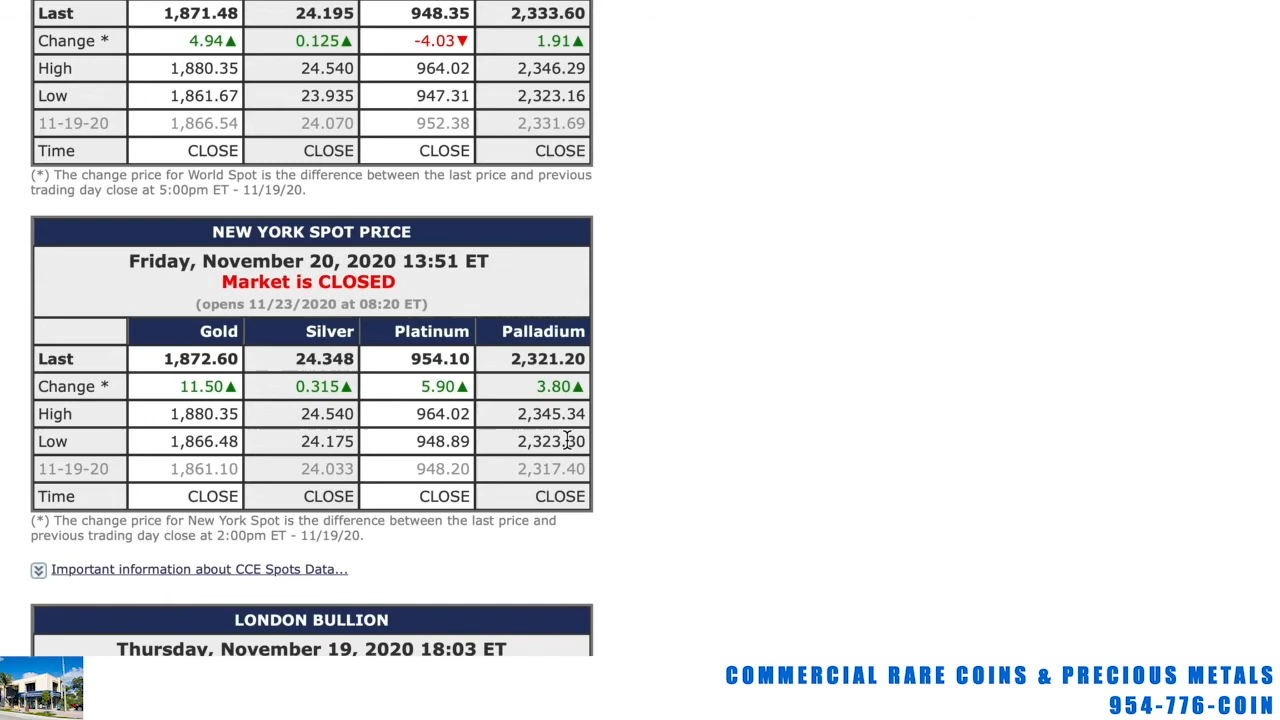 Last 1,871.48 24.195 948.35 2,333.60
Change * 4.94▲ 0.125▲ -4.03▼ 1.91▲
High 1,880.35 24.540 964.02 2,346.29
Low 1,861.67 23.935 947.31 2,323.16
11-19-20 1,866.54 24.070 952.38 2,331.69
Time CLOSE CLOSE CLOSE CLOSE
(*) The change price for World Spot is the difference between the last price and previous
trading day close at 5:00pm ET - 11/19/20.
NEW YORK SPOT PRICE
Friday, November 20, 2020 13:51 ET
Market is CLOSED
(opens 11/23/2020 at 08:20 ET)
Gold Silver Platinum Palladium
Last 1,872.60 24.348 954.10 2,321.20
Change * 11.50▲ 0.315▲ 5.90▲ 3.80▲
High 1,880.35 24.540 964.02 2,345.34
Low 1,866.48 24.175 948.89 2,323.30
11-19-20 1,861.10 24.033 948.20 2,317.40
Time CLOSE CLOSE CLOSE CLOSE
(*) The change price for New York Spot is the difference between the last price and
previous trading day close at 2:00pm ET - 11/19/20.
Important information about CCE Spots Data...
LONDON BULLION
Thursday, November 19, 2020 18:03 ET
COMMERCIAL RARE COINS & PRECIOUS METALS
954-776-COIN